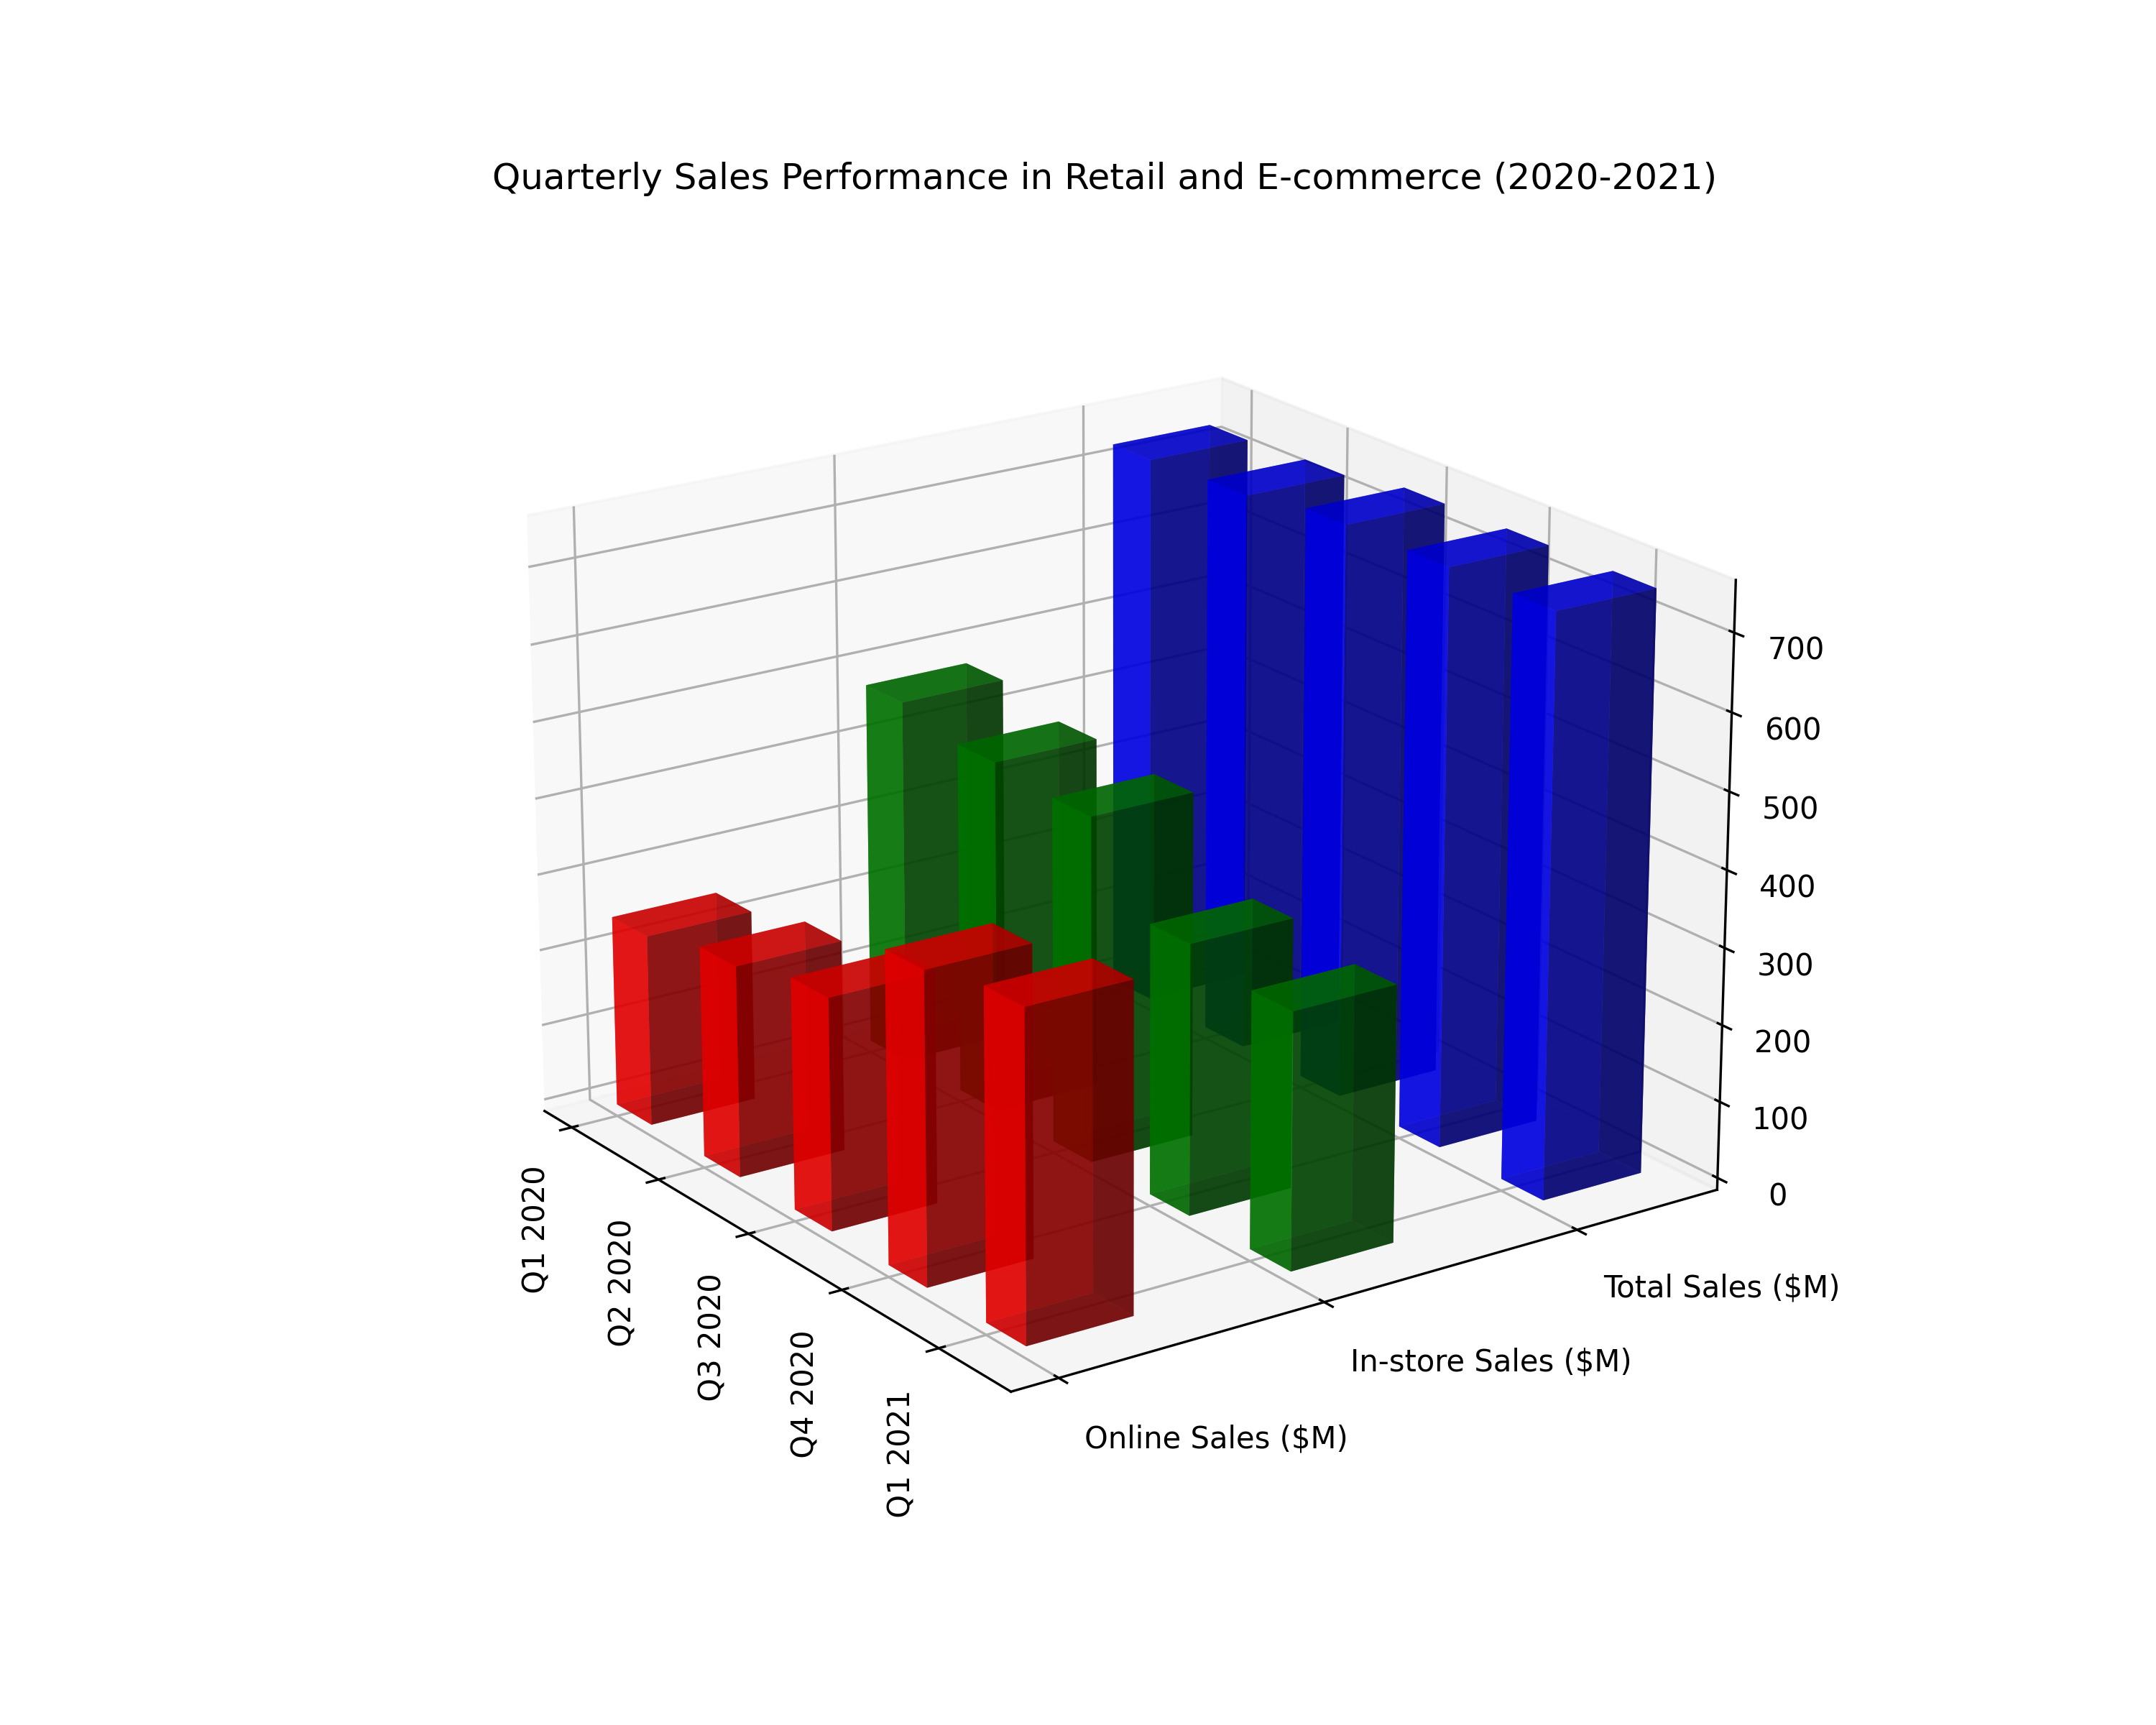 Quarterly Sales Performance in Retail and E-commerce (2020-2021)
700
600
500
400
300
200
100
0
Q1 2020
Q2 2020
Q3 2020
Q4 2020
Q1 2021
Total Sales ($M)
In-store Sales ($M)
Online Sales ($M)